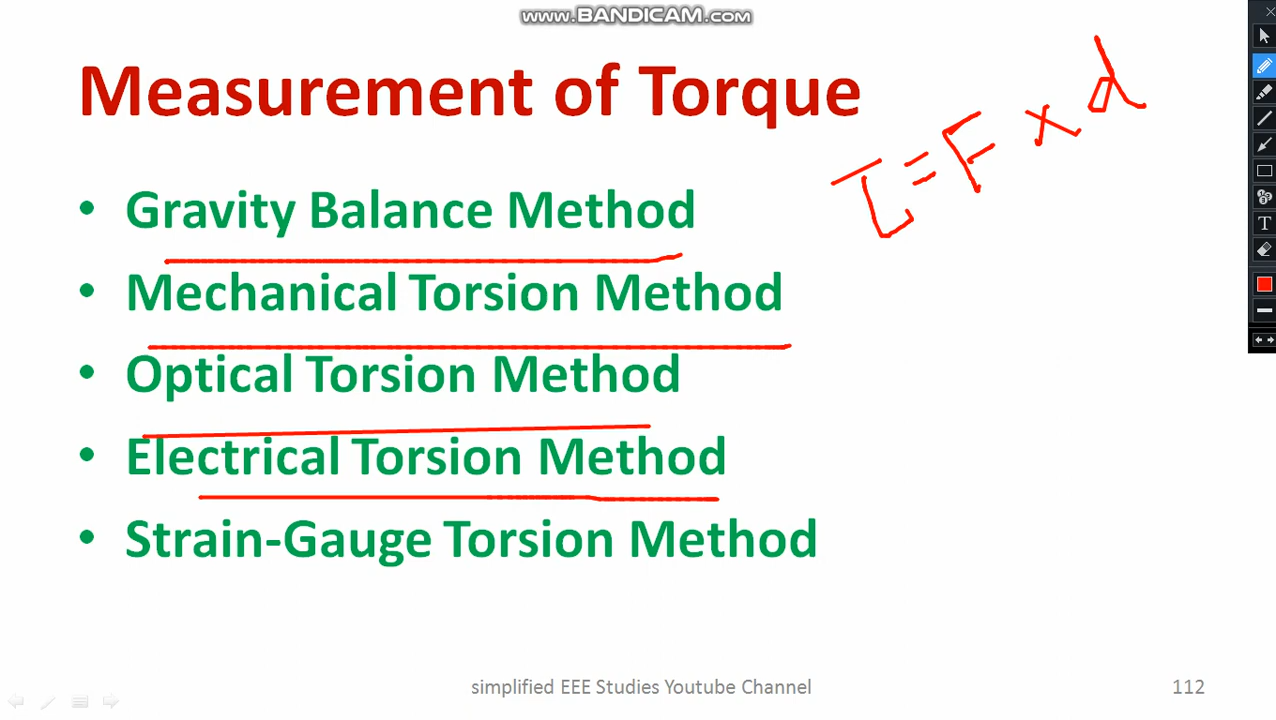 www.BANDICAM.com
Measurement of Torque
τ = F × d
• Gravity Balance Method
• Mechanical Torsion Method
• Optical Torsion Method
• Electrical Torsion Method
• Strain-Gauge Torsion Method
simplified EEE Studies Youtube Channel
112